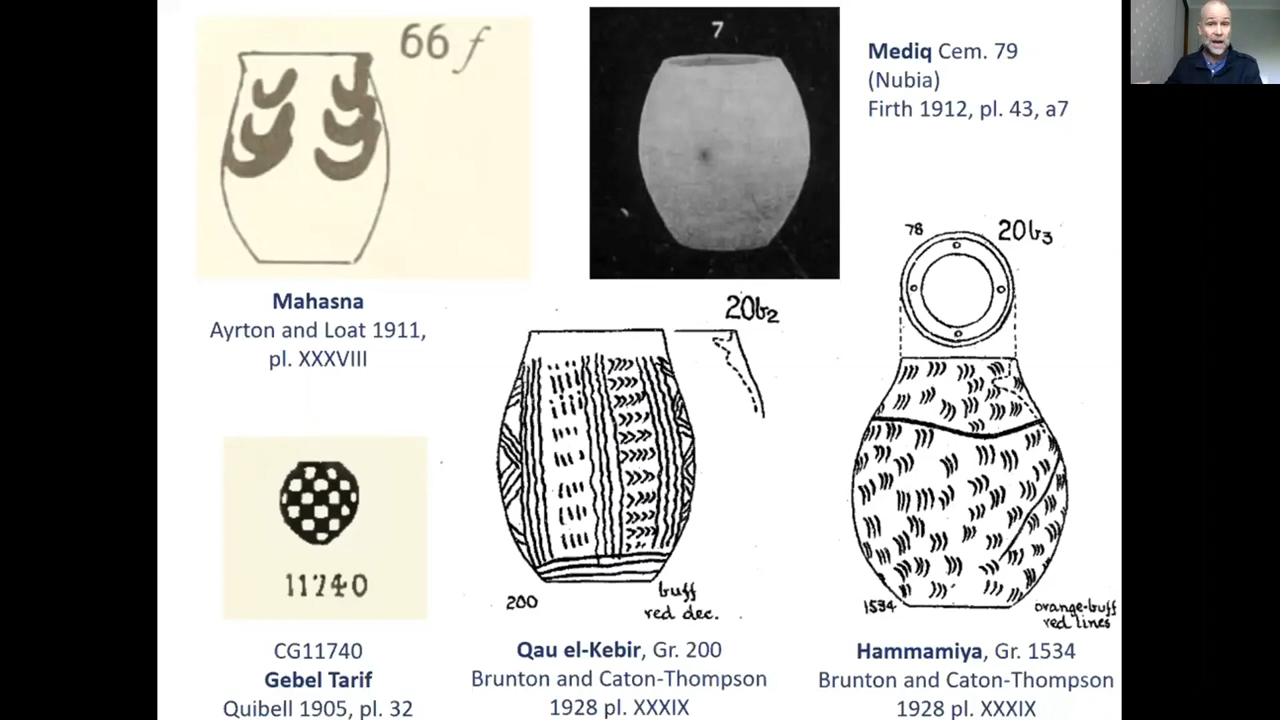 66 f
Mahasna
Ayrton and Loat 1911,
pl. XXXVIII
7
Mediq Cem. 79
(Nubia)
Firth 1912, pl. 43, a7
11740
CG11740
Gebel Tarif
Quibell 1905, pl. 32
20b2
200
buff
red dec.
Qau el-Kebir, Gr. 200
Brunton and Caton-Thompson
1928 pl. XXXIX
78
20b3
1534
orange-buff
red lines
Hammamiya, Gr. 1534
Brunton and Caton-Thompson
1928 pl. XXXIX